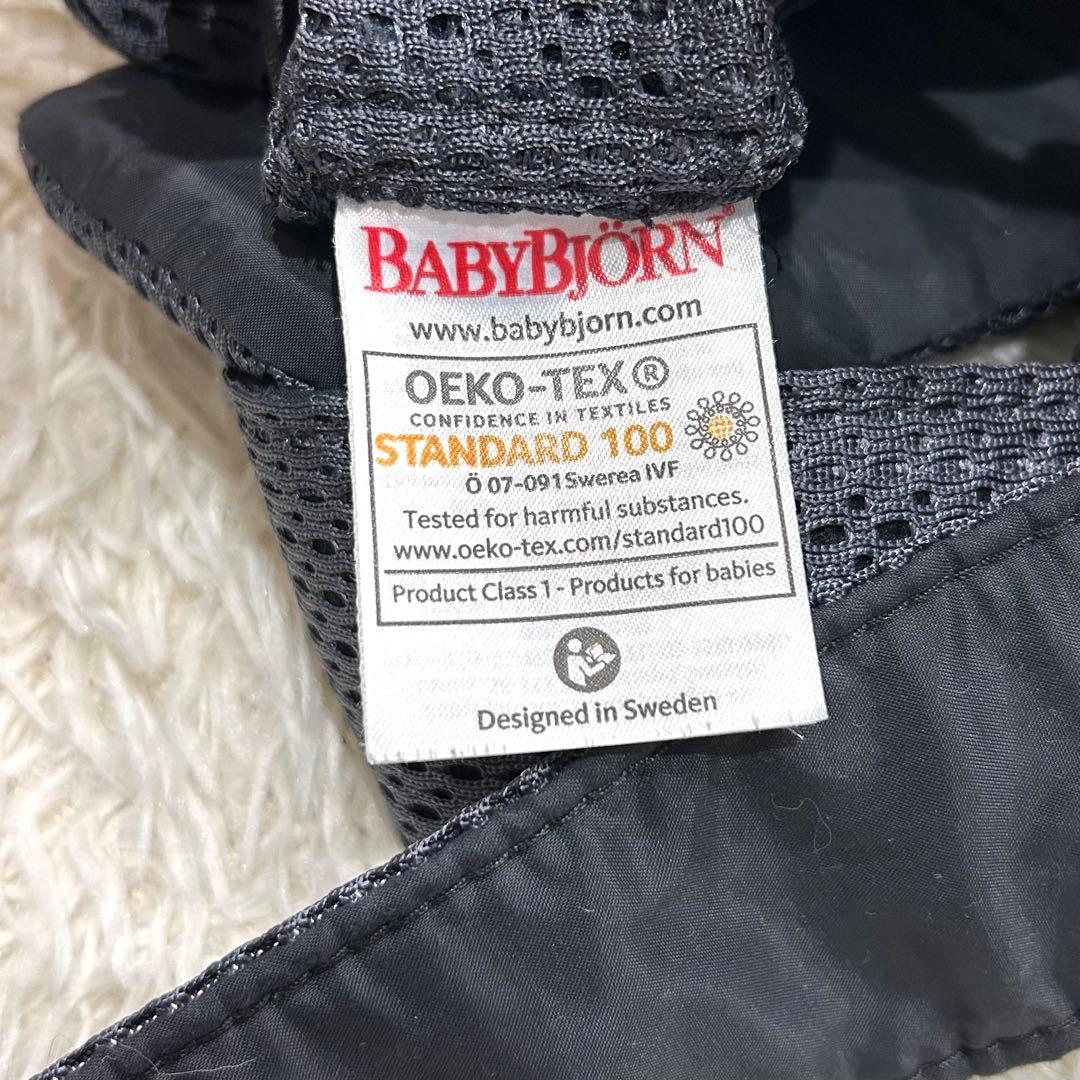 BABYBJÖRN®
www.babybjorn.com
OEKO-TEX®
CONFIDENCE IN TEXTILES
STANDARD 100
Ö 07-091 Swerea IVF
Tested for harmful substances.
www.oeko-tex.com/standard100
Product Class 1 - Products for babies
Designed in Sweden